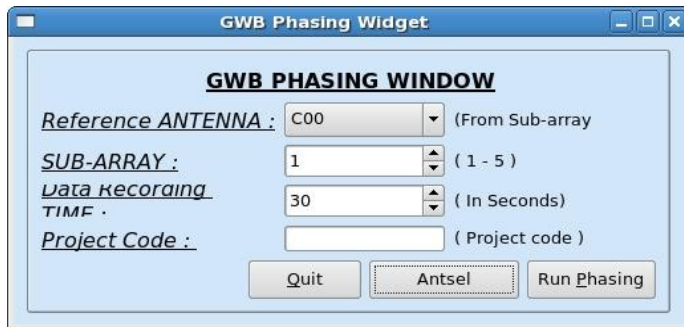 GWB Phasing Widget
GWB PHASING WINDOW
Reference ANTENNA : C00 (From Sub-array
SUB-ARRAY : 1 ( 1 - 5 )
Data Recording
TIME : 30 ( In Seconds)
Project Code : ( Project code )
Quit Antsel Run Phasing